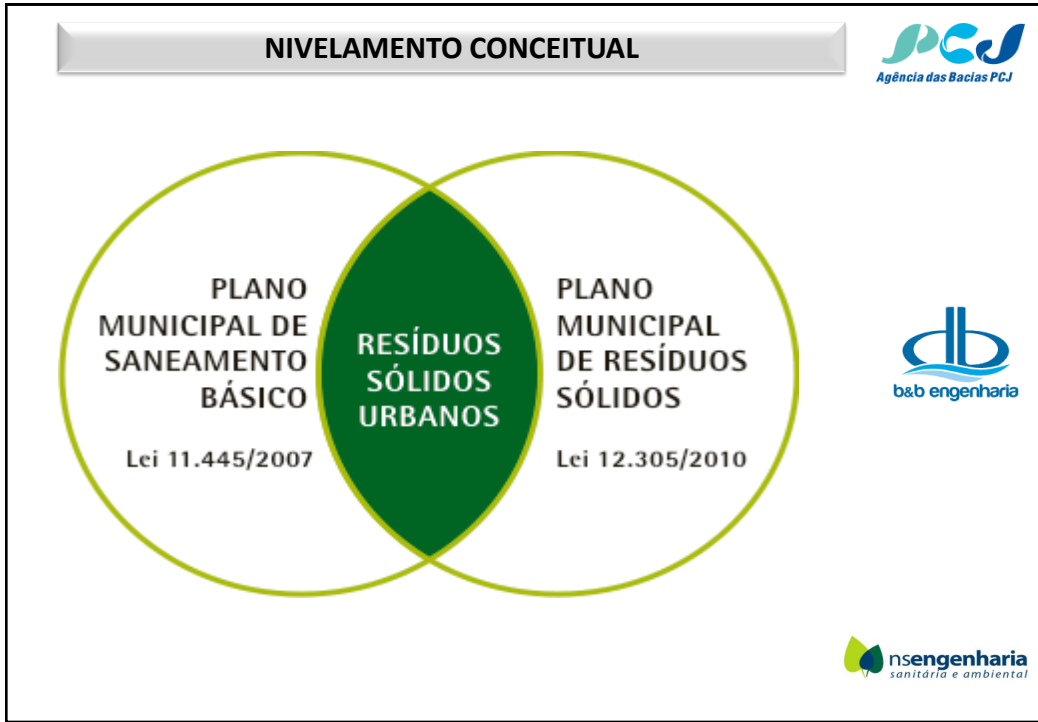 NIVELAMENTO CONCEITUAL
PCJ
Agência das Bacias PCJ
PLANO
MUNICIPAL DE
SANEAMENTO
BÁSICO
Lei 11.445/2007
RESÍDUOS
SÓLIDOS
URBANOS
PLANO
MUNICIPAL
DE RESÍDUOS
SÓLIDOS
Lei 12.305/2010
b&b engenharia
nsengenharia
sanitária e ambiental